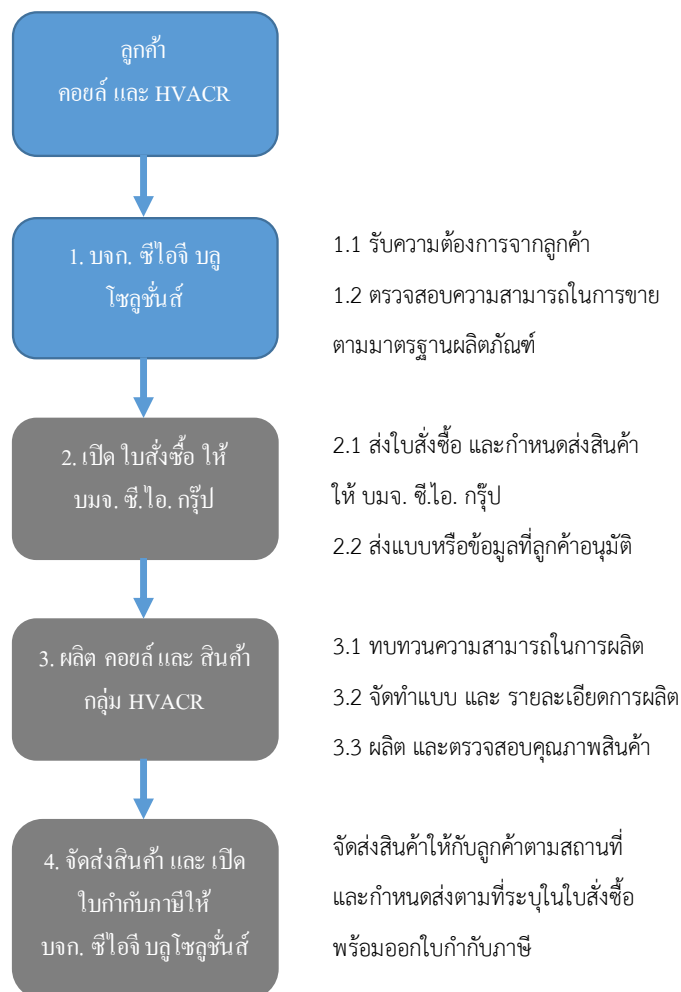 ลูกค้า
คอยล์ และ HVACR
1. บจก. ซีไอจี บลู
โซลูชั่นส์
1.1 รับความต้องการจากลูกค้า
1.2 ตรวจสอบความสามารถในการขาย
ตามมาตรฐานผลิตภัณฑ์
2. เปิด ใบสั่งซื้อ ให้
บมจ. ซี.ไอ. กรุ๊ป
2.1 ส่งใบสั่งซื้อ และกำหนดส่งสินค้า
ให้ บมจ. ซี.ไอ. กรุ๊ป
2.2 ส่งแบบหรือข้อมูลที่ลูกค้าอนุมัติ
3. ผลิต คอยล์ และ สินค้า
กลุ่ม HVACR
3.1 ทบทวนความสามารถในการผลิต
3.2 จัดทำแบบ และ รายละเอียดการผลิต
3.3 ผลิต และตรวจสอบคุณภาพสินค้า
4. จัดส่งสินค้า และ เปิด
ใบกำกับภาษีให้
บจก. ซีไอจี บลูโซลูชั่นส์
จัดส่งสินค้าให้กับลูกค้าตามสถานที่
และกำหนดส่งตามที่ระบุในใบสั่งซื้อ
พร้อมออกใบกำกับภาษี